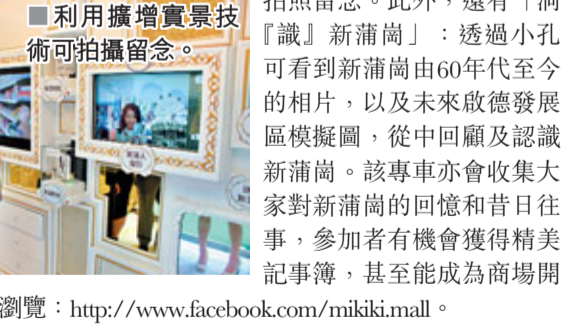 ■利用擴增實景技
術可拍攝留念。
拍照留念。此外，還有「洞
『識』新蒲崗」：透過小孔
可看到新蒲崗由60年代至今
的相片，以及未來啟德發展
區模擬圖，從中回顧及認識
新蒲崗。該專車亦會收集大
家對新蒲崗的回憶和昔日往
事，參加者有機會獲得精美
記事簿，甚至能成為商場開
瀏覽：http://www.facebook.com/mikiki.mall。